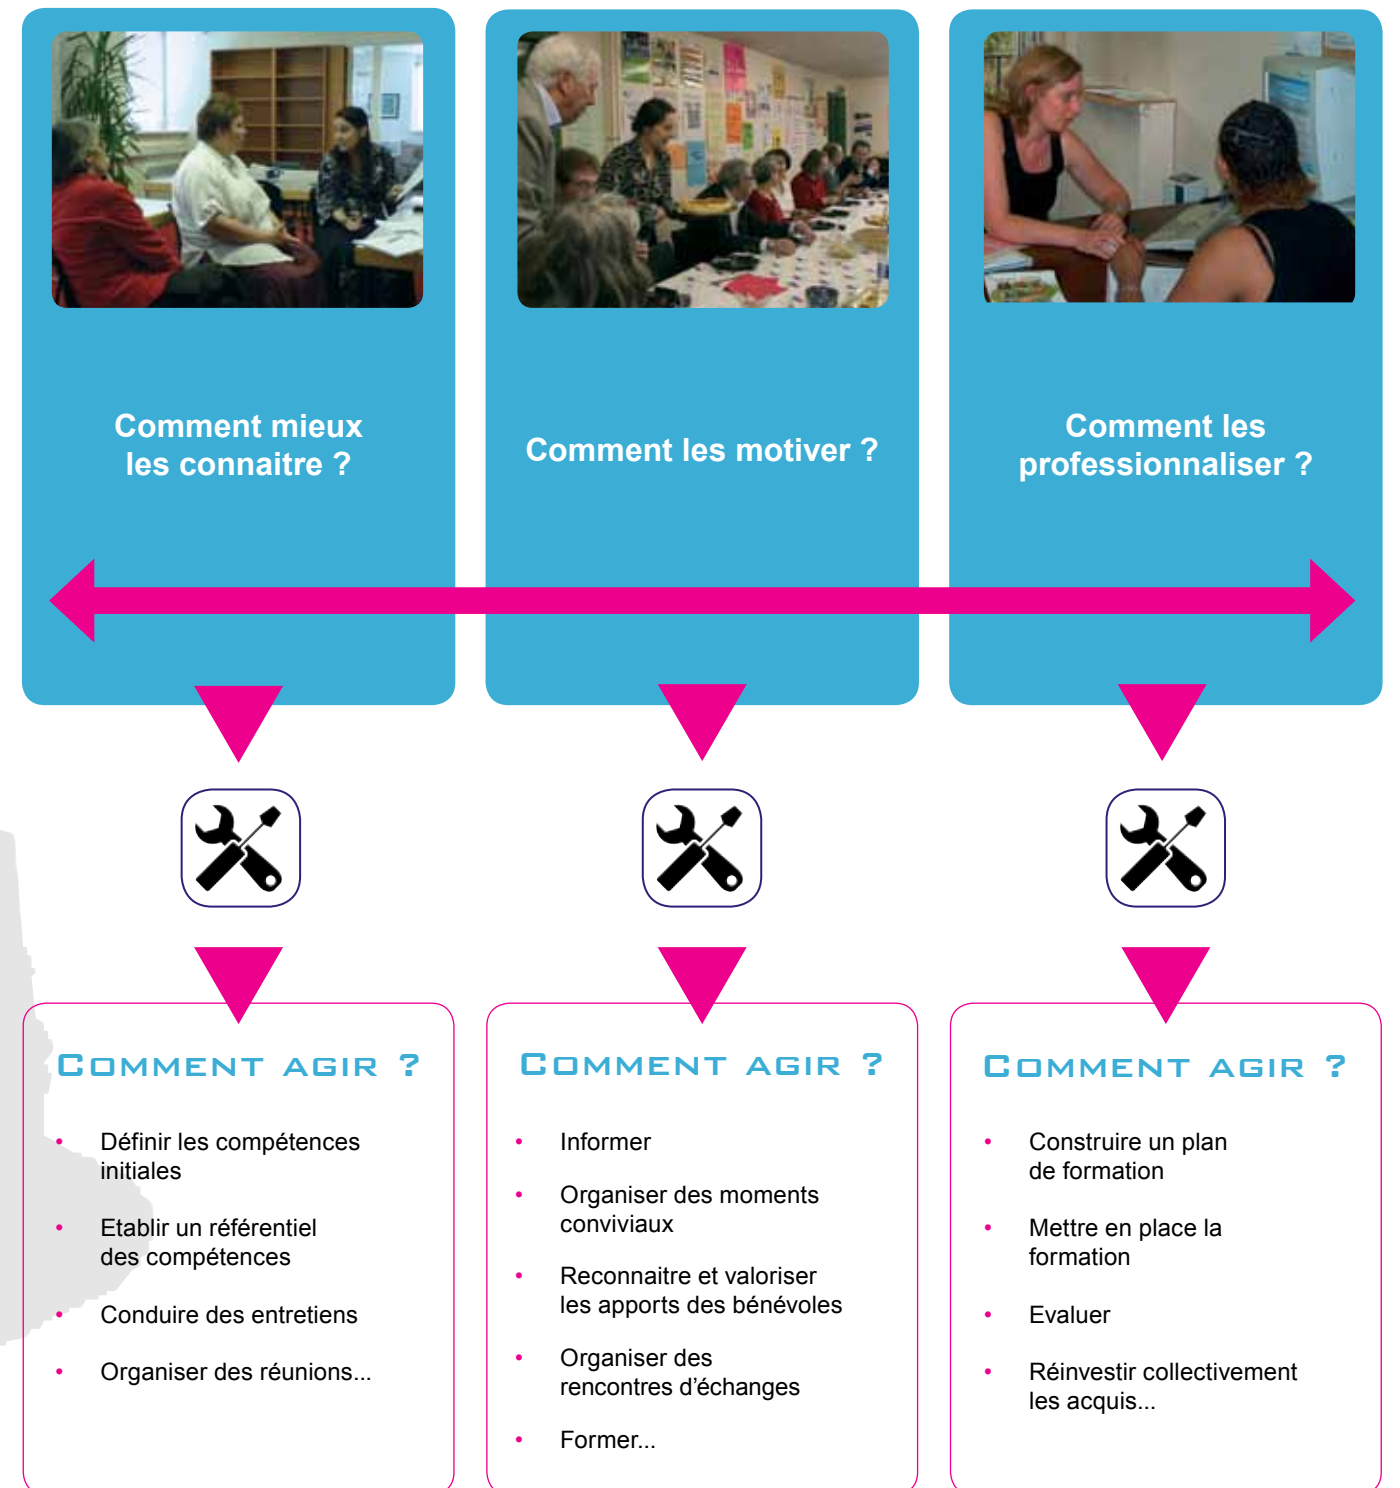 Comment mieux
les connaitre ?
Comment les motiver ?
Comment les
professionnaliser ?
Comment agir ?
• Définir les compétences
initiales
• Etablir un référentiel
des compétences
• Conduire des entretiens
• Organiser des réunions...
Comment agir ?
• Informer
• Organiser des moments
conviviaux
• Reconnaitre et valoriser
les apports des bénévoles
• Organiser des
rencontres d'échanges
• Former...
Comment agir ?
• Construire un plan
de formation
• Mettre en place la
formation
• Evaluer
• Réinvestir collectivement
les acquis...